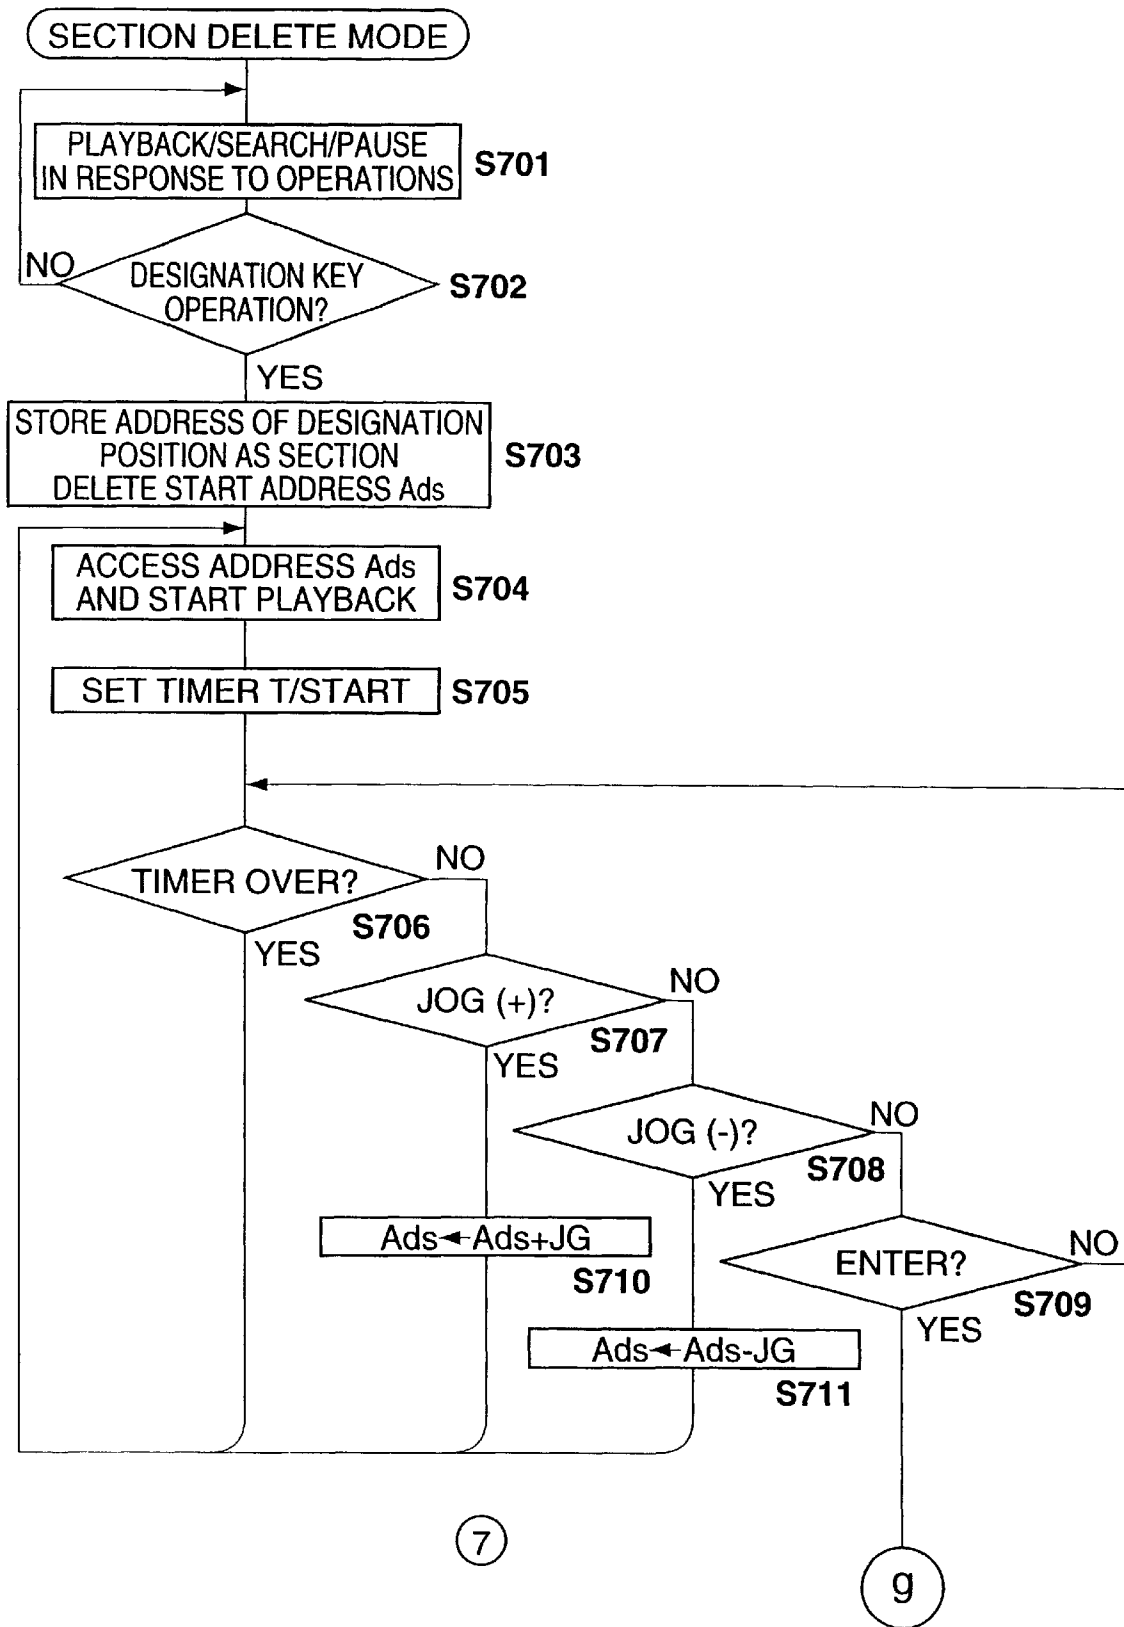 SECTION DELETE MODE
PLAYBACK/SEARCH/PAUSE
IN RESPONSE TO OPERATIONS
S701
NO
DESIGNATION KEY
OPERATION?
S702
YES
STORE ADDRESS OF DESIGNATION
POSITION AS SECTION
DELETE START ADDRESS Ads
S703
ACCESS ADDRESS Ads
AND START PLAYBACK
S704
SET TIMER T/START
S705
TIMER OVER?
NO
S706
YES
JOG (+)?
NO
S707
YES
JOG (-)?
NO
S708
YES
Ads←Ads+JG
S710
ENTER?
NO
S709
YES
Ads←Ads-JG
S711
7
g